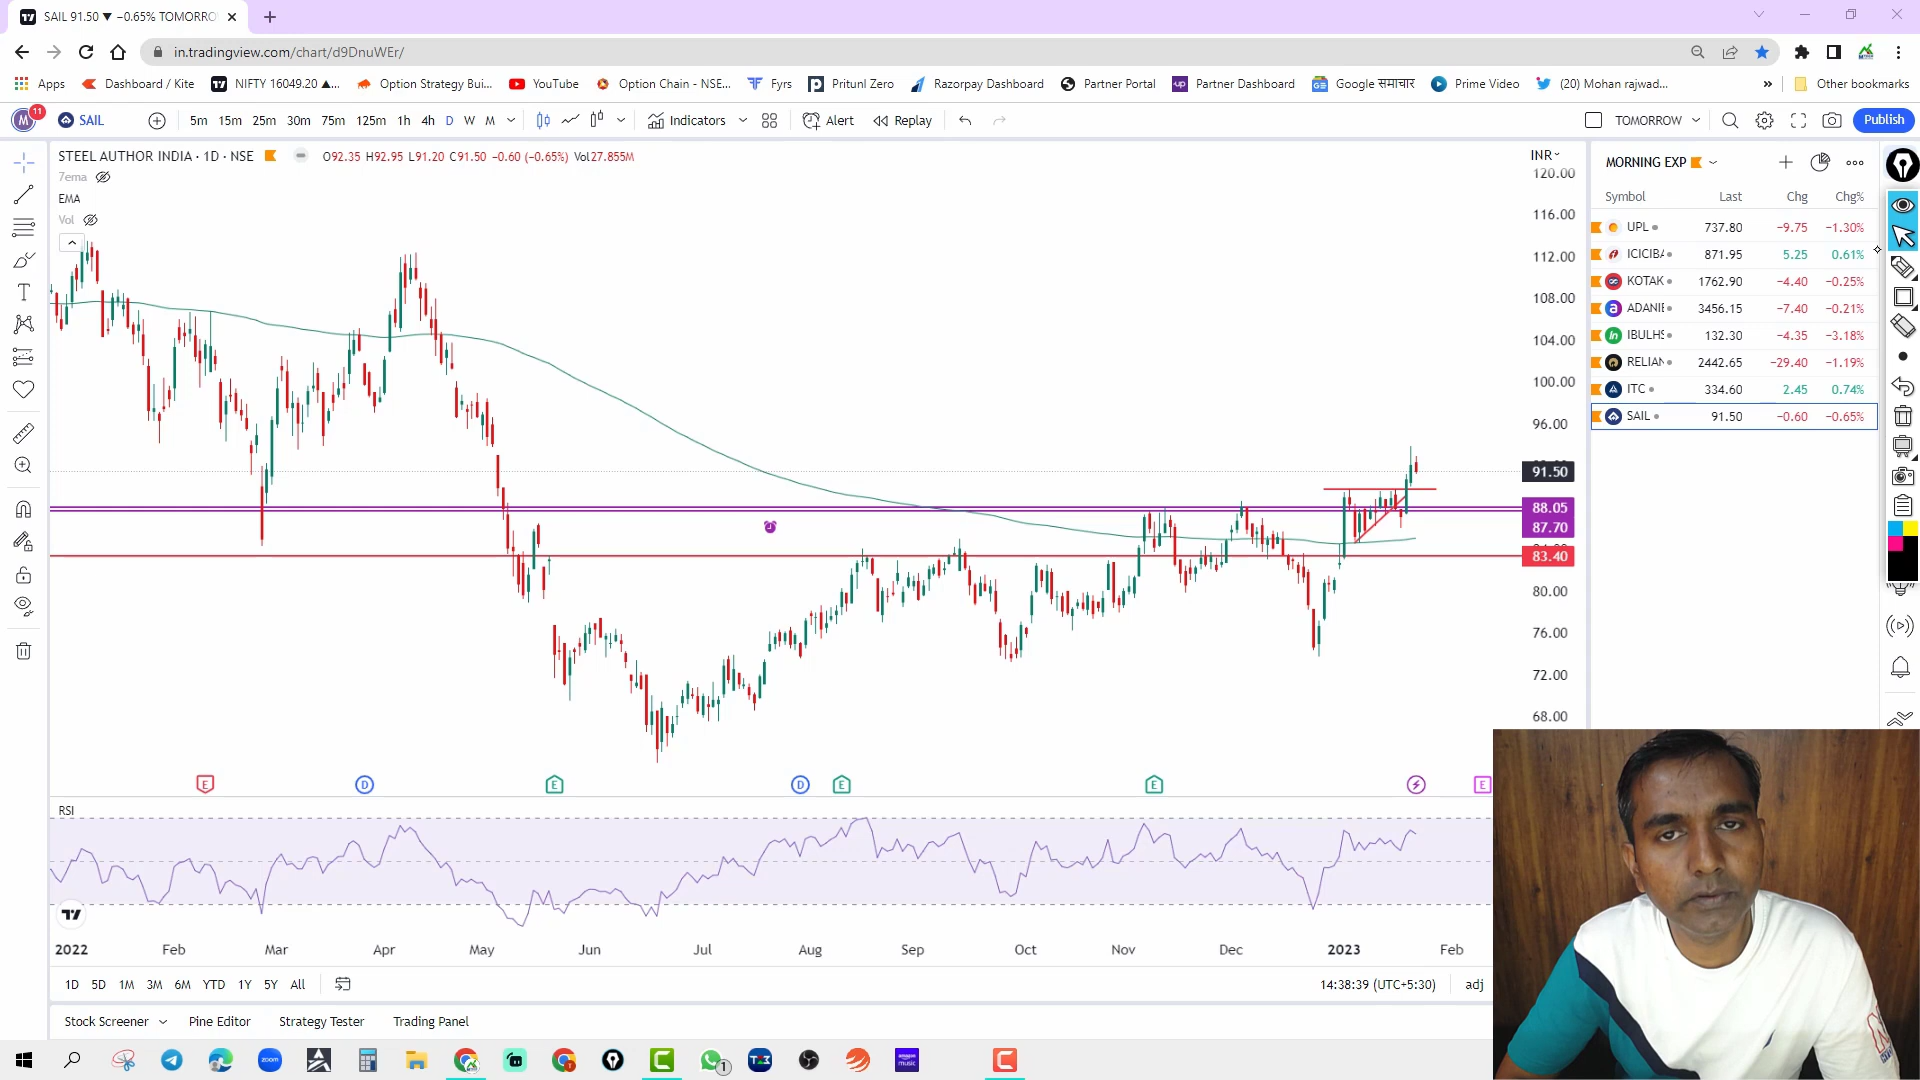 SAIL 91.50 ▼ −0.65% TOMORRO
in.tradingview.com/chart/d9DnuWEr/
Apps Dashboard / Kite NIFTY 16049.20 ▲... Option Strategy Bui... YouTube Option Chain - NSE... Fyrs Pritunl Zero Razorpay Dashboard Partner Portal Partner Dashboard Google समाचार Prime Video (20) Mohan rajwad... » Other bookmarks
M 11 SAIL 5m 15m 25m 30m 75m 125m 1h 4h D W M Indicators Alert Replay TOMORROW Publish
STEEL AUTHOR INDIA · 1D · NSE O92.35 H92.95 L91.20 C91.50 −0.60 (−0.65%) Vol27.855M
7ema
EMA
Vol
INR
120.00
116.00
112.00
108.00
104.00
100.00
96.00
91.50
88.05
87.70
83.40
80.00
76.00
72.00
68.00
MORNING EXP
Symbol Last Chg Chg%
UPL 737.80 −9.75 −1.30%
ICICIBA 871.95 5.25 0.61%
KOTAK 1762.90 −4.40 −0.25%
ADANIE 3456.15 −7.40 −0.21%
IBULHS 132.30 −4.35 −3.18%
RELIAN 2442.65 −29.40 −1.19%
ITC 334.60 2.45 0.74%
SAIL 91.50 −0.60 −0.65%
E D E D E E E
RSI
2022 Feb Mar Apr May Jun Jul Aug Sep Oct Nov Dec 2023 Feb
1D 5D 1M 3M 6M YTD 1Y 5Y All 14:38:39 (UTC+5:30) adj
Stock Screener Pine Editor Strategy Tester Trading Panel
zoom
amazon music